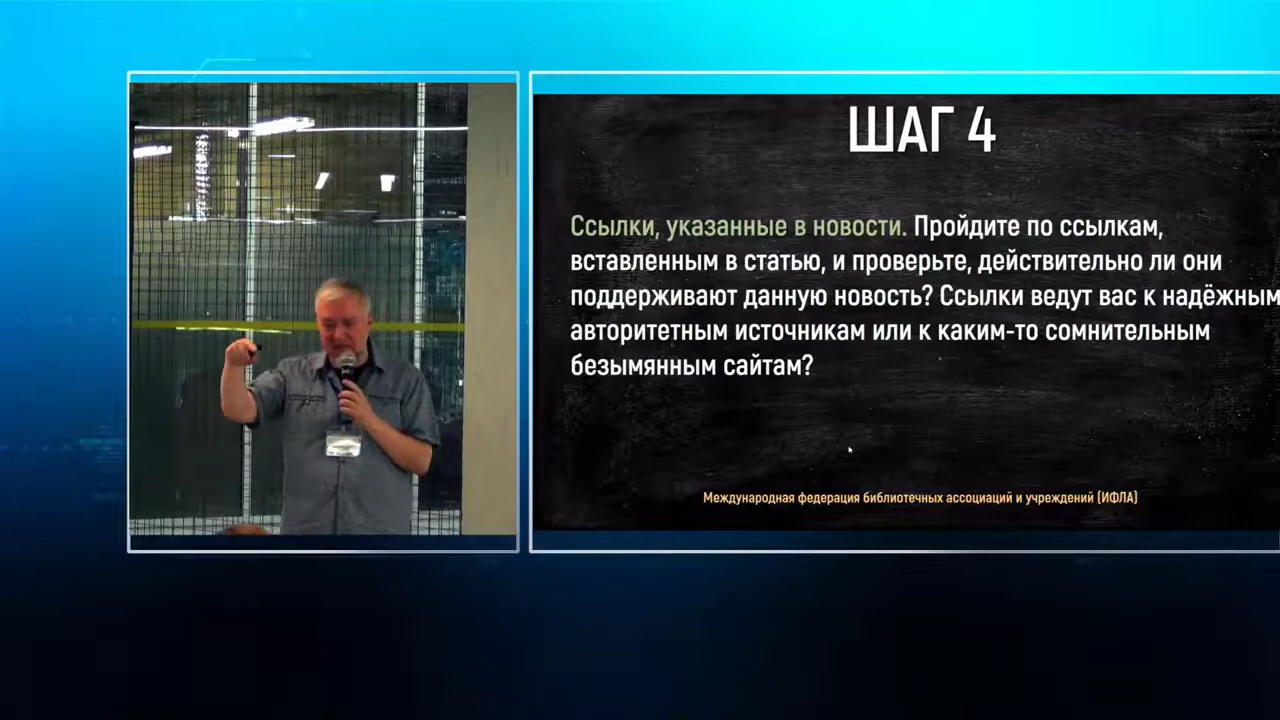 ШАГ 4
Ссылки, указанные в новости. Пройдите по ссылкам,
вставленным в статью, и проверьте, действительно ли они
поддерживают данную новость? Ссылки ведут вас к надёжным
авторитетным источникам или к каким-то сомнительным
безымянным сайтам?
Международная федерация библиотечных ассоциаций и учреждений (ИФЛА)